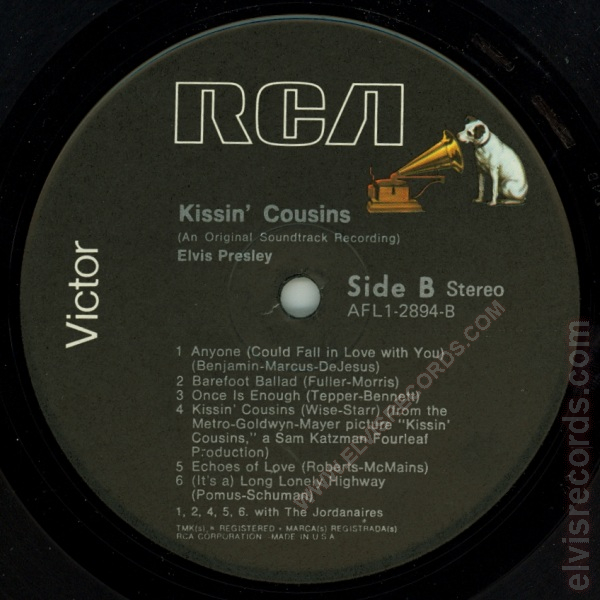 RCA
Victor
Kissin' Cousins
(An Original Soundtrack Recording)
Elvis Presley
Side B Stereo
AFL1-2894-B
1 Anyone (Could Fall in Love with You)
(Benjamin-Marcus-DeJesus)
2 Barefoot Ballad (Fuller-Morris)
3 Once Is Enough (Tepper-Bennett)
4 Kissin' Cousins (Wise-Starr) (from the
Metro-Goldwyn-Mayer picture "Kissin'
Cousins," a Sam Katzman Fourleaf
Production)
5 Echoes of Love (Roberts-McMains)
6 (It's a) Long Lonely Highway
(Pomus-Schuman)
1, 2, 4, 5, 6. with The Jordanaires
TMK(s) ® REGISTERED • MARCA(s) REGISTRADA(s)
RCA CORPORATION-MADE IN U.S.A.
WWW.ELVISRECORDS.COM
elvisrecords.com